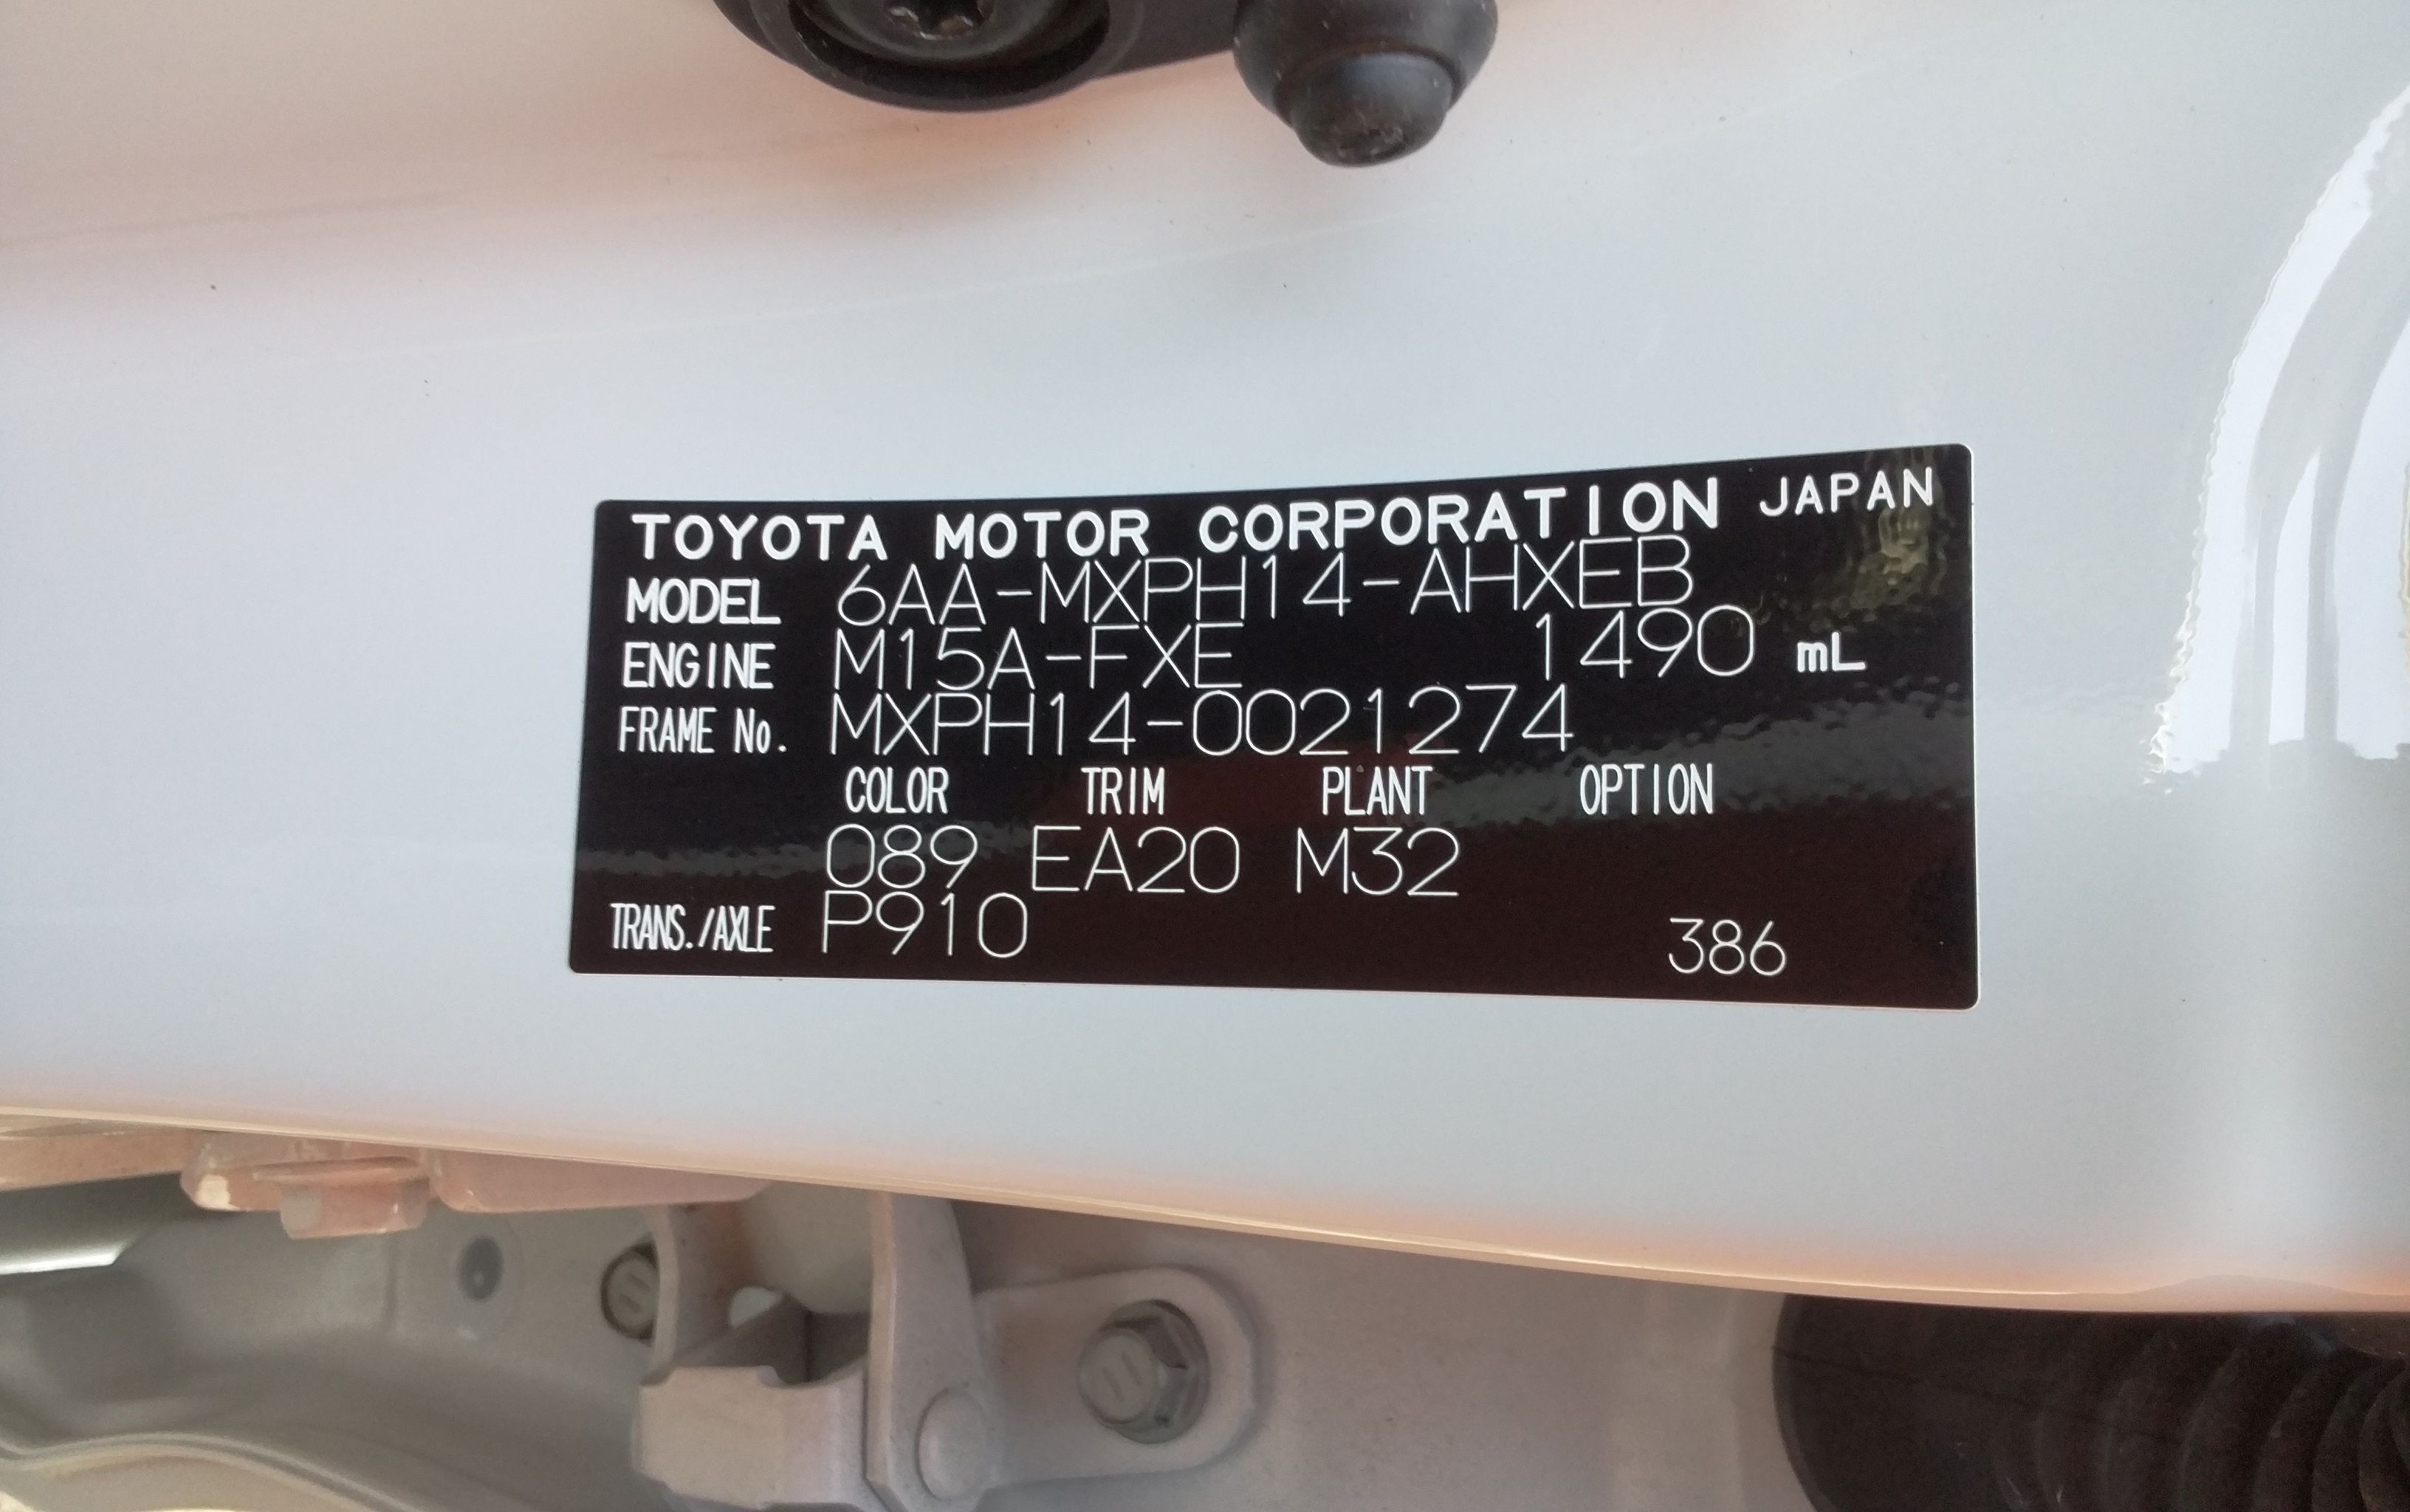 TOYOTA MOTOR CORPORATION JAPAN
MODEL 6AA-MXPH14-AHXEB
ENGINE M15A-FXE 1490 mL
FRAME No. MXPH14-0021274
COLOR TRIM PLANT OPTION
089 EA20 M32
TRANS./AXLE P910 386